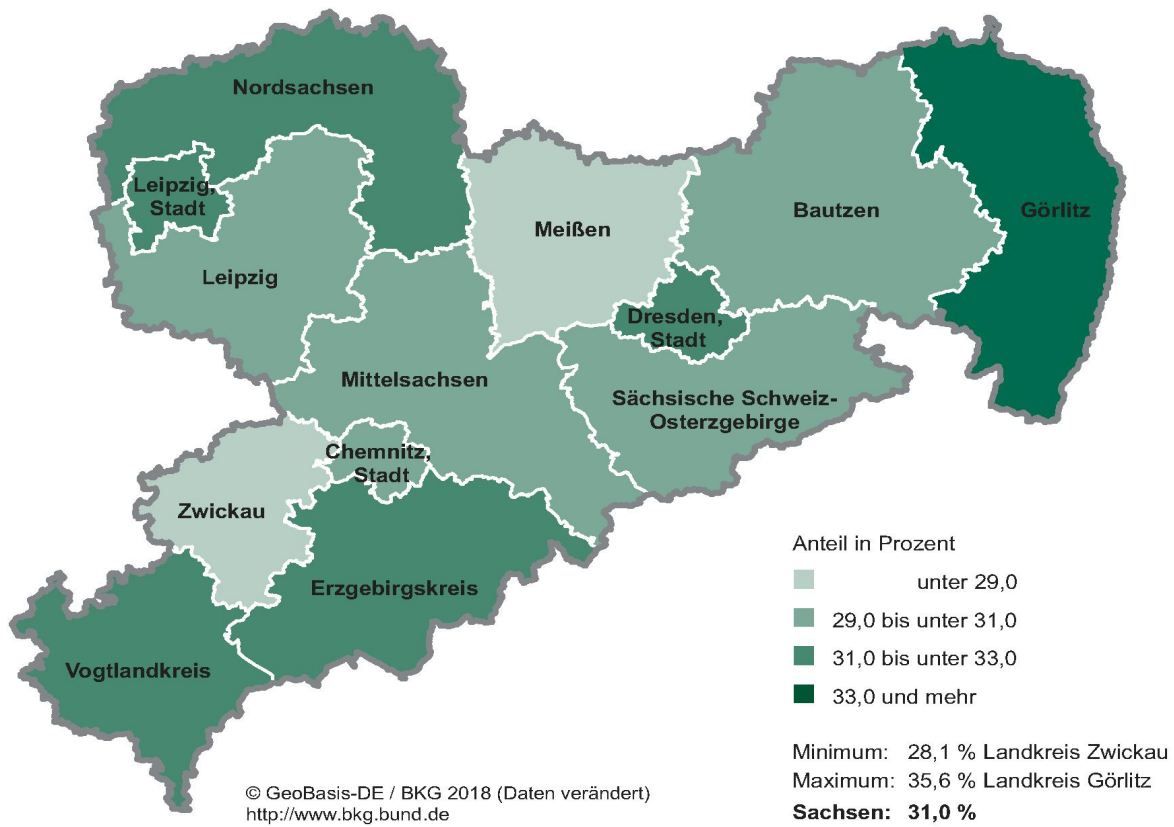 Nordsachsen
Leipzig,
Stadt
Leipzig
Meißen
Bautzen
Görlitz
Dresden,
Stadt
Mittelsachsen
Sächsische Schweiz-
Osterzgebirge
Chemnitz,
Stadt
Zwickau
Erzgebirgskreis
Vogtlandkreis
Anteil in Prozent
unter 29,0
29,0 bis unter 31,0
31,0 bis unter 33,0
33,0 und mehr
Minimum: 28,1 % Landkreis Zwickau
Maximum: 35,6 % Landkreis Görlitz
Sachsen: 31,0 %
© GeoBasis-DE / BKG 2018 (Daten verändert)
http://www.bkg.bund.de